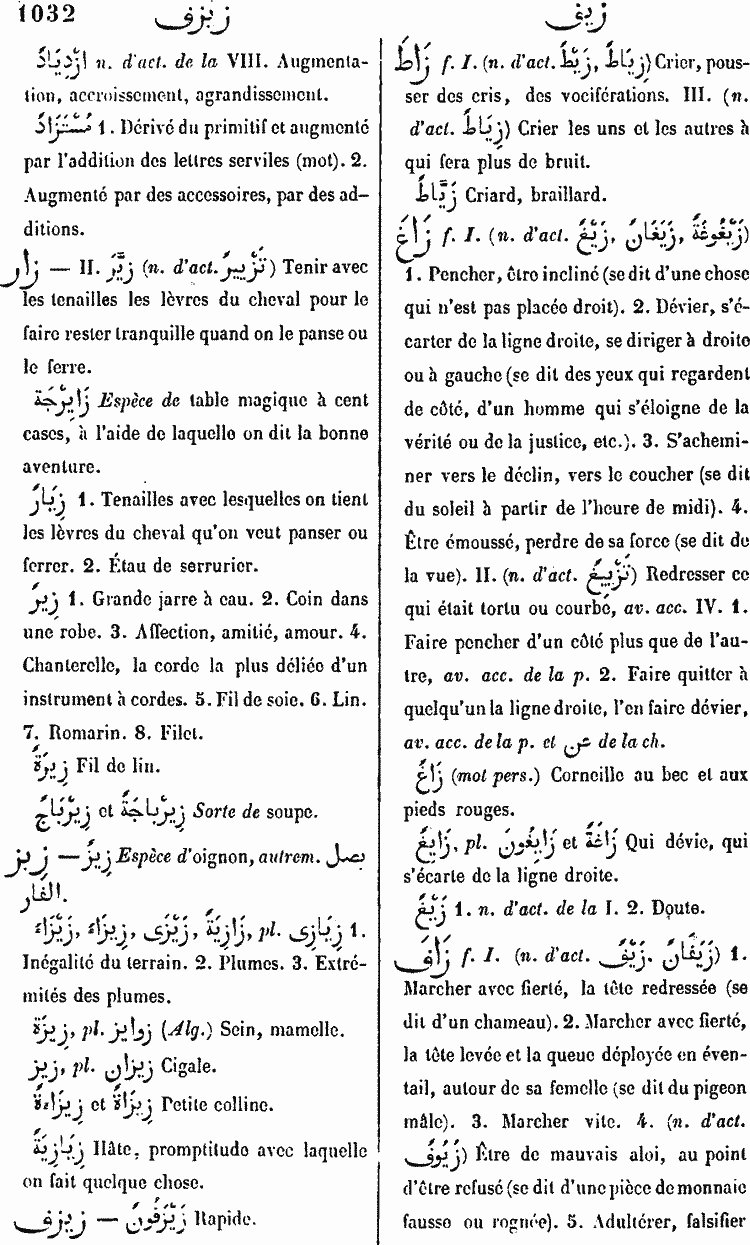 1032
زيزف
زيف
اِزْدِيَادٌ n. d'act. de la VIII. Augmenta-
tion, accroissement, agrandissement.
مُسْتَزَادٌ 1. Dérivé du primitif et augmenté
par l'addition des lettres serviles (mot). 2.
Augmenté par des accessoires, par des ad-
ditions.
زار — II. زَيَّرَ (n. d'act. تَزْيِيرٌ) Tenir avec
les tenailles les lèvres du cheval pour le
faire rester tranquille quand on le panse ou
le ferre.
زَايِرْجَة Espèce de table magique à cent
cases, à l'aide de laquelle on dit la bonne
aventure.
زِيَارٌ 1. Tenailles avec lesquelles on tient
les lèvres du cheval qu'on veut panser ou
ferrer. 2. Étau de serrurier.
زِيرٌ 1. Grande jarre à eau. 2. Coin dans
une robe. 3. Affection, amitié, amour. 4.
Chanterelle, la corde la plus déliée d'un
instrument à cordes. 5. Fil de soie. 6. Lin.
7. Romarin. 8. Filet.
زِيرَةٌ Fil de lin.
زِيرْبَاجٌ et زِيرْبَاجَةٌ Sorte de soupe.
زيز — زِيزٌ Espèce d'oignon, autrem. بصل
الفار.
زِيزَاءٌ, زِيزَاءٌ, زَيْزَى, زَازِيَةٌ, pl. زَيَازِى 1.
Inégalité du terrain. 2. Plumes. 3. Extré-
mités des plumes.
زيزة, pl. زوايز (Alg.) Sein, mamelle.
زيز, pl. زيزان Cigale.
زِيزَاءَةٌ et زِيزَاةٌ Petite colline.
زِيَازِيَةٌ Hâte, promptitude avec laquelle
on fait quelque chose.
زيزف — زَيْزَفُونٌ Rapide.
زَاطَ f. I. (n. d'act. زَيْطٌ, زِيَاطٌ) Crier, pous-
ser des cris, des vociférations. III. (n.
d'act. زِيَاطٌ) Crier les uns et les autres à
qui fera plus de bruit.
زَيَّاطٌ Criard, braillard.
زَاغَ f. I. (n. d'act. زَيْغٌ, زَيَغَانٌ, زَيْغُوغَةٌ)
1. Pencher, être incliné (se dit d'une chose
qui n'est pas placée droit). 2. Dévier, s'é-
carter de la ligne droite, se diriger à droite
ou à gauche (se dit des yeux qui regardent
de côté, d'un homme qui s'éloigne de la
vérité ou de la justice, etc.). 3. S'achemi-
ner vers le déclin, vers le coucher (se dit
du soleil à partir de l'heure de midi). 4.
Être émoussé, perdre de sa force (se dit de
la vue). II. (n. d'act. تَزْيِيغٌ) Redresser ce
qui était tortu ou courbé, av. acc. IV. 1.
Faire pencher d'un côté plus que de l'au-
tre, av. acc. de la p. 2. Faire quitter à
quelqu'un la ligne droite, l'en faire dévier,
av. acc. de la p. et عن de la ch.
زَاغٌ (mot pers.) Corneille au bec et aux
pieds rouges.
زَايِغٌ, pl. زَايِغُونَ et زَاغَةٌ Qui dévie, qui
s'écarte de la ligne droite.
زَيْغٌ 1. n. d'act. de la I. 2. Doute.
زَافَ f. I. (n. d'act. زَيْفٌ, زَيَفَانٌ) 1.
Marcher avec fierté, la tête redressée (se
dit d'un chameau). 2. Marcher avec fierté,
la tête levée et la queue déployée en éven-
tail, autour de sa femelle (se dit du pigeon
mâle). 3. Marcher vite. 4. (n. d'act.
زُيُوفٌ) Être de mauvais aloi, au point
d'être refusé (se dit d'une pièce de monnaie
fausse ou rognée). 5. Adultérer, falsifier